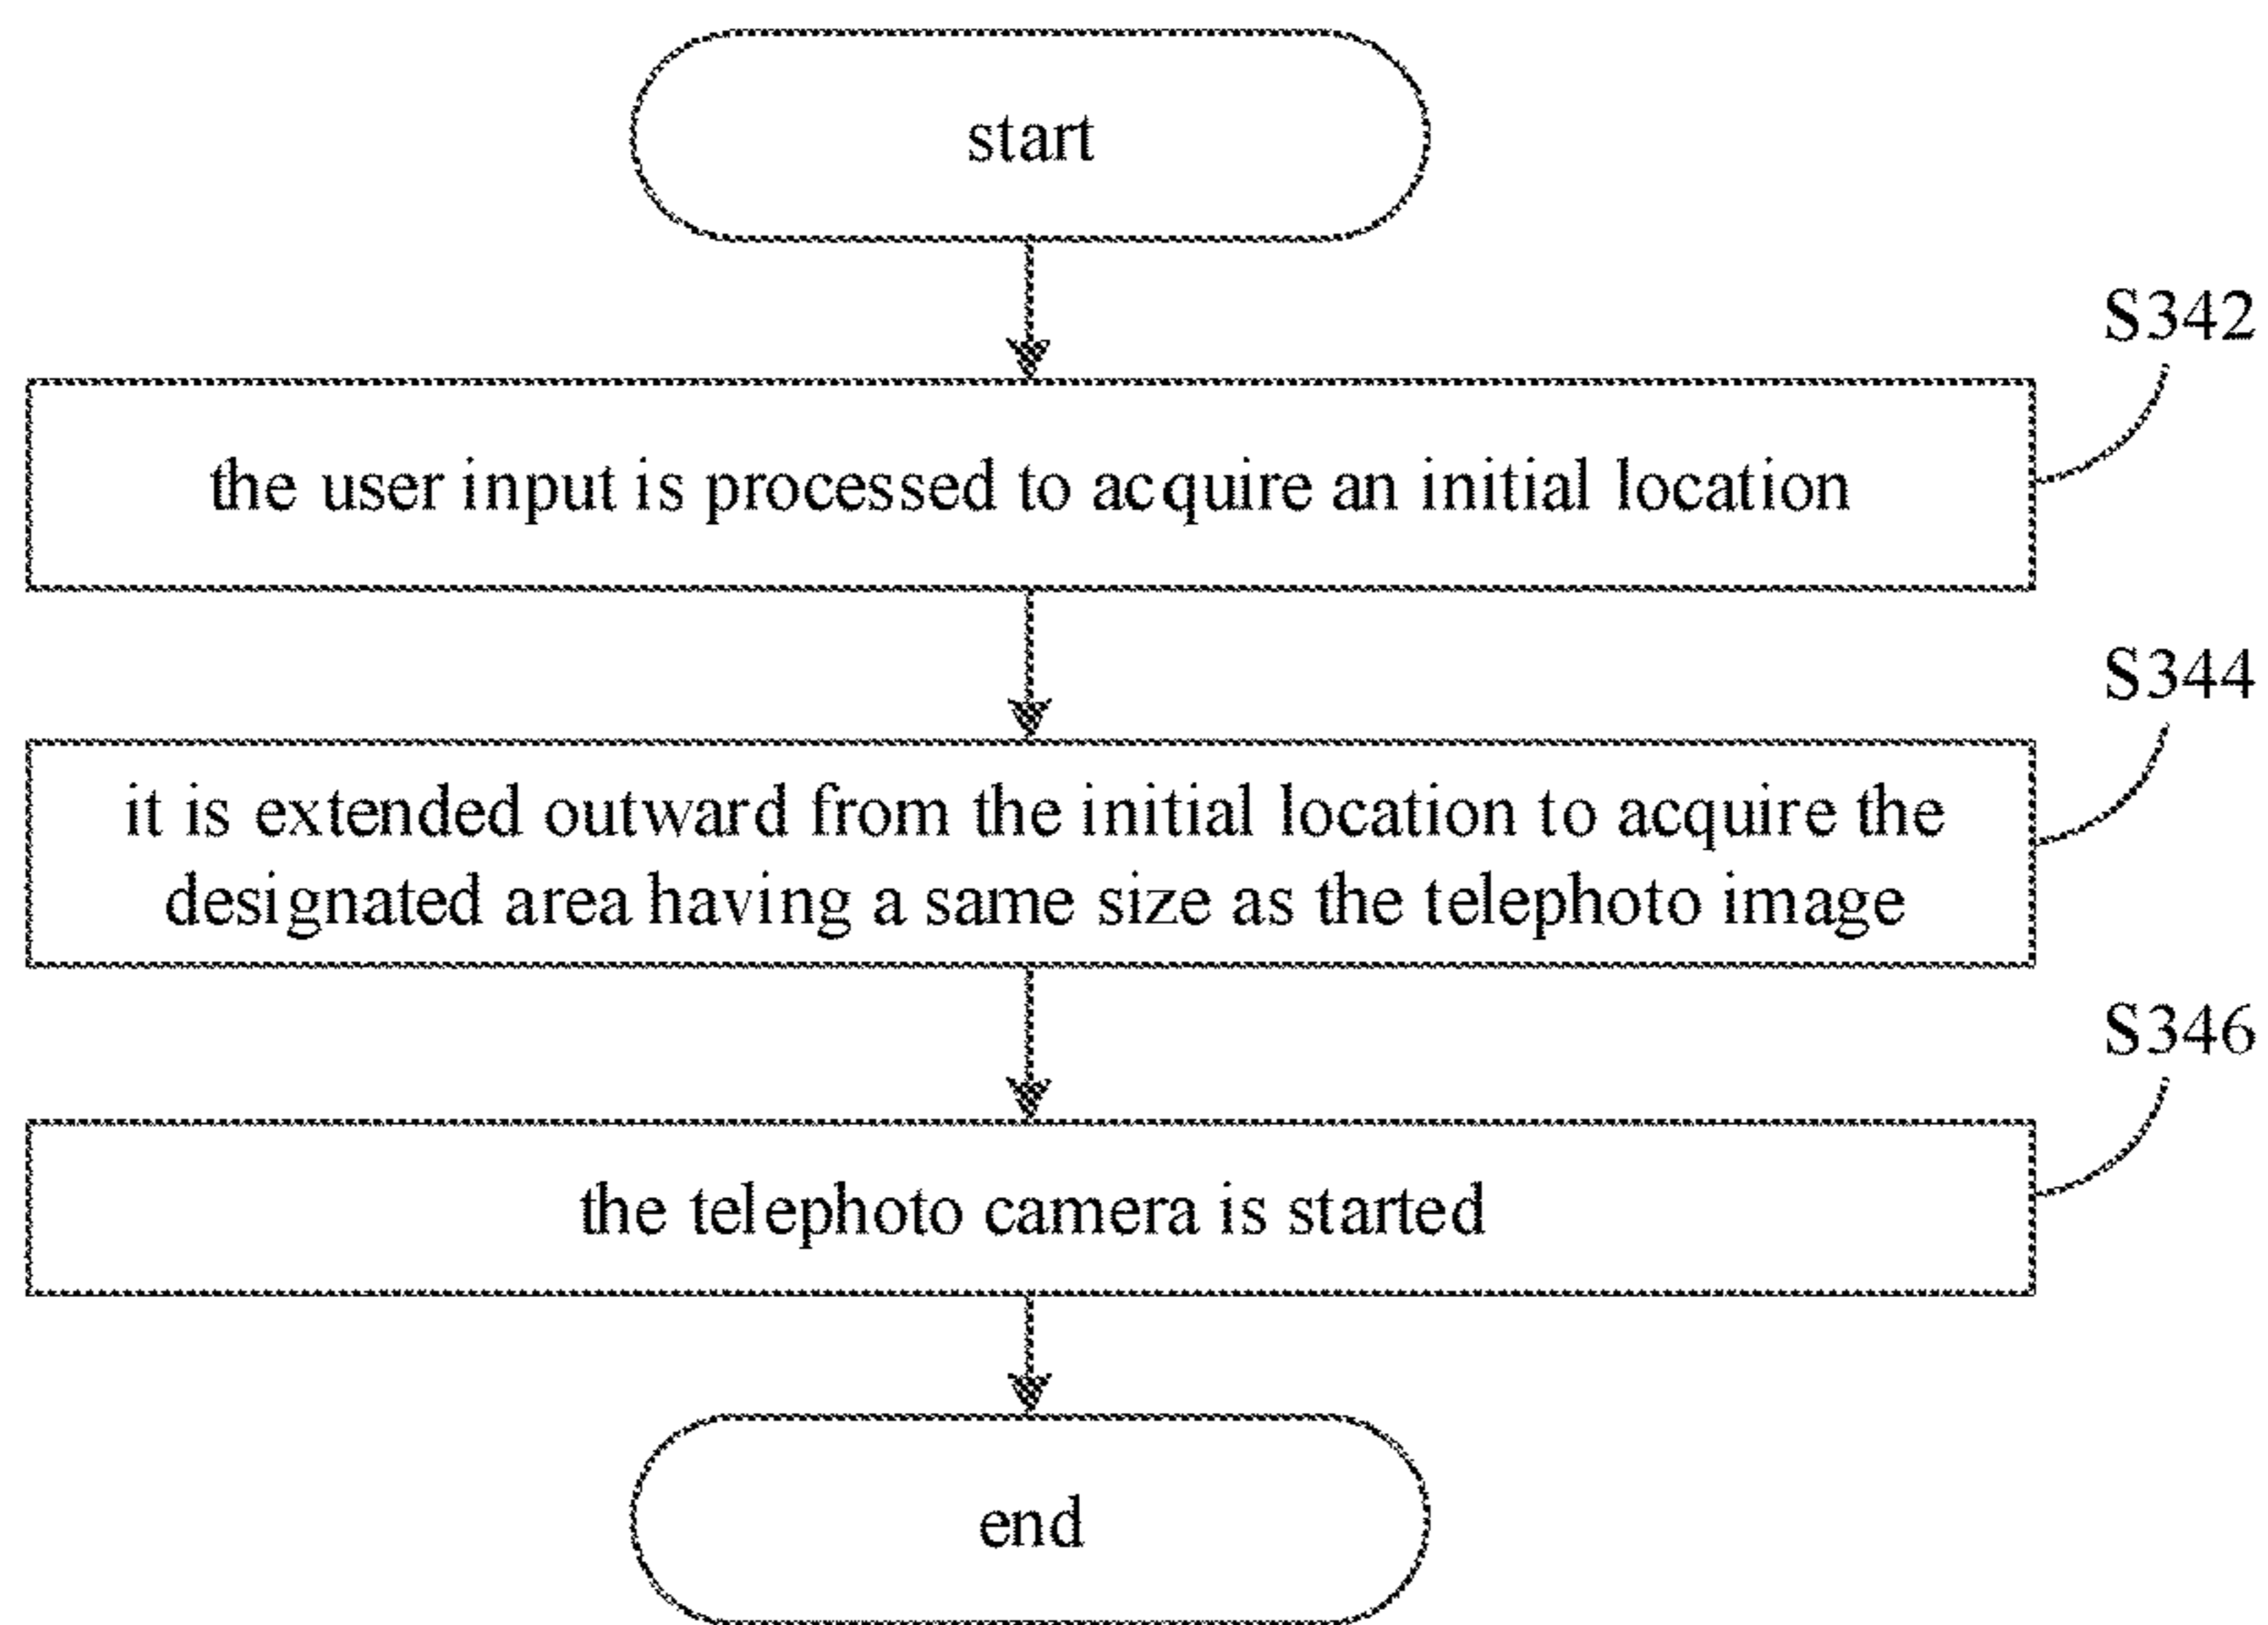 start
S342
the user input is processed to acquire an initial location
S344
it is extended outward from the initial location to acquire the
designated area having a same size as the telephoto image
S346
the telephoto camera is started
end